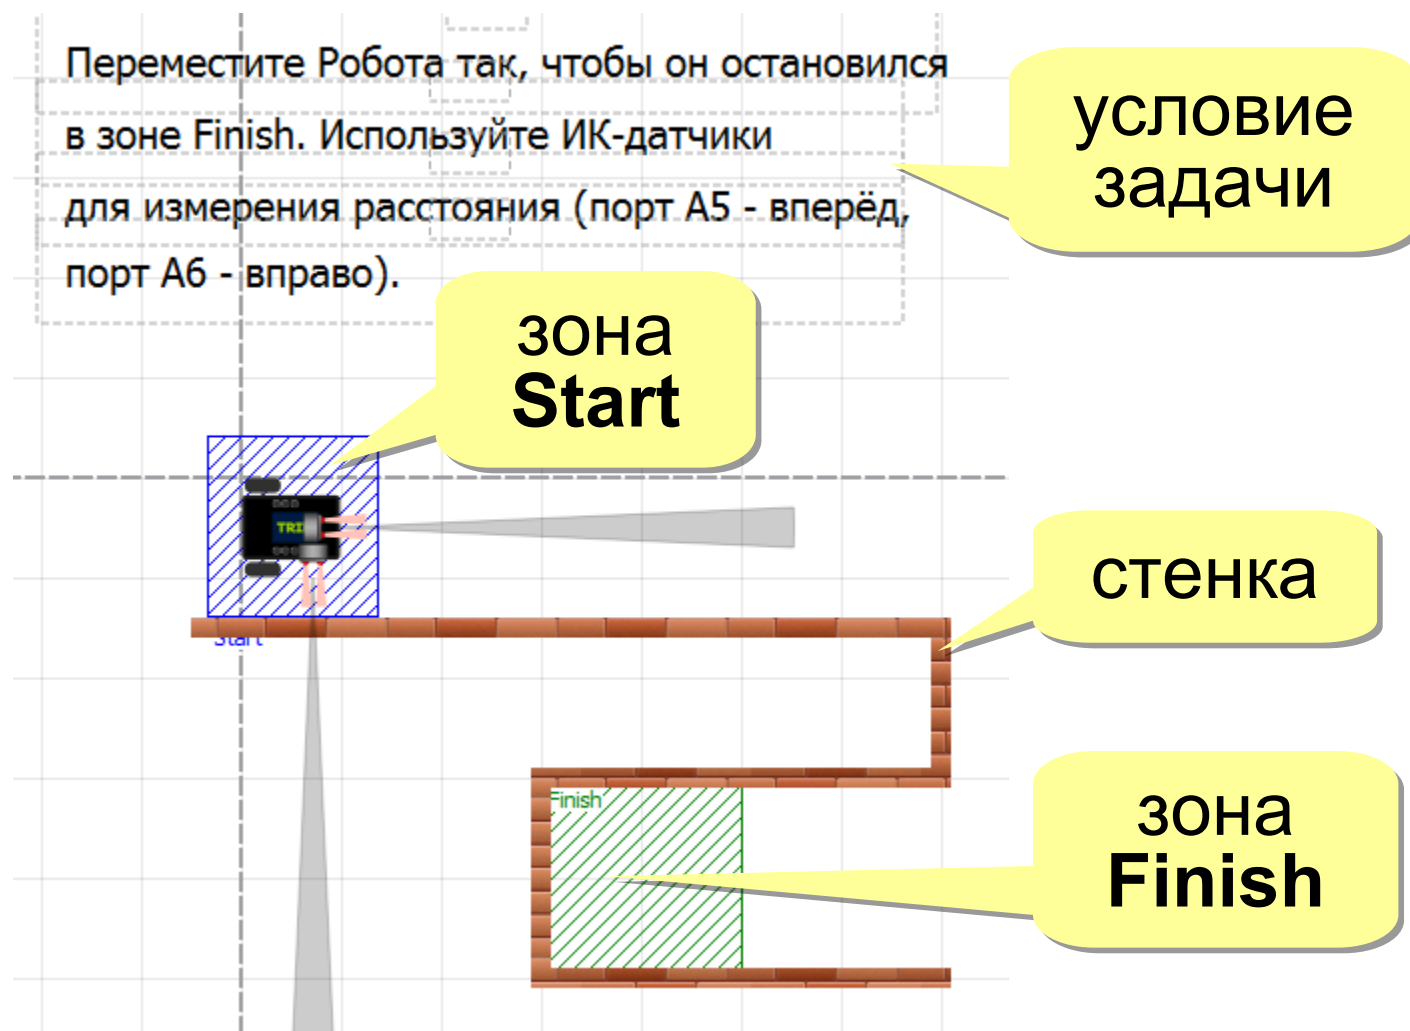 Переместите Робота так, чтобы он остановился
в зоне Finish. Используйте ИК-датчики
для измерения расстояния (порт А5 - вперёд,
порт А6 - вправо).
условие
задачи
зона
Start
TRI
Start
стенка
Finish
зона
Finish